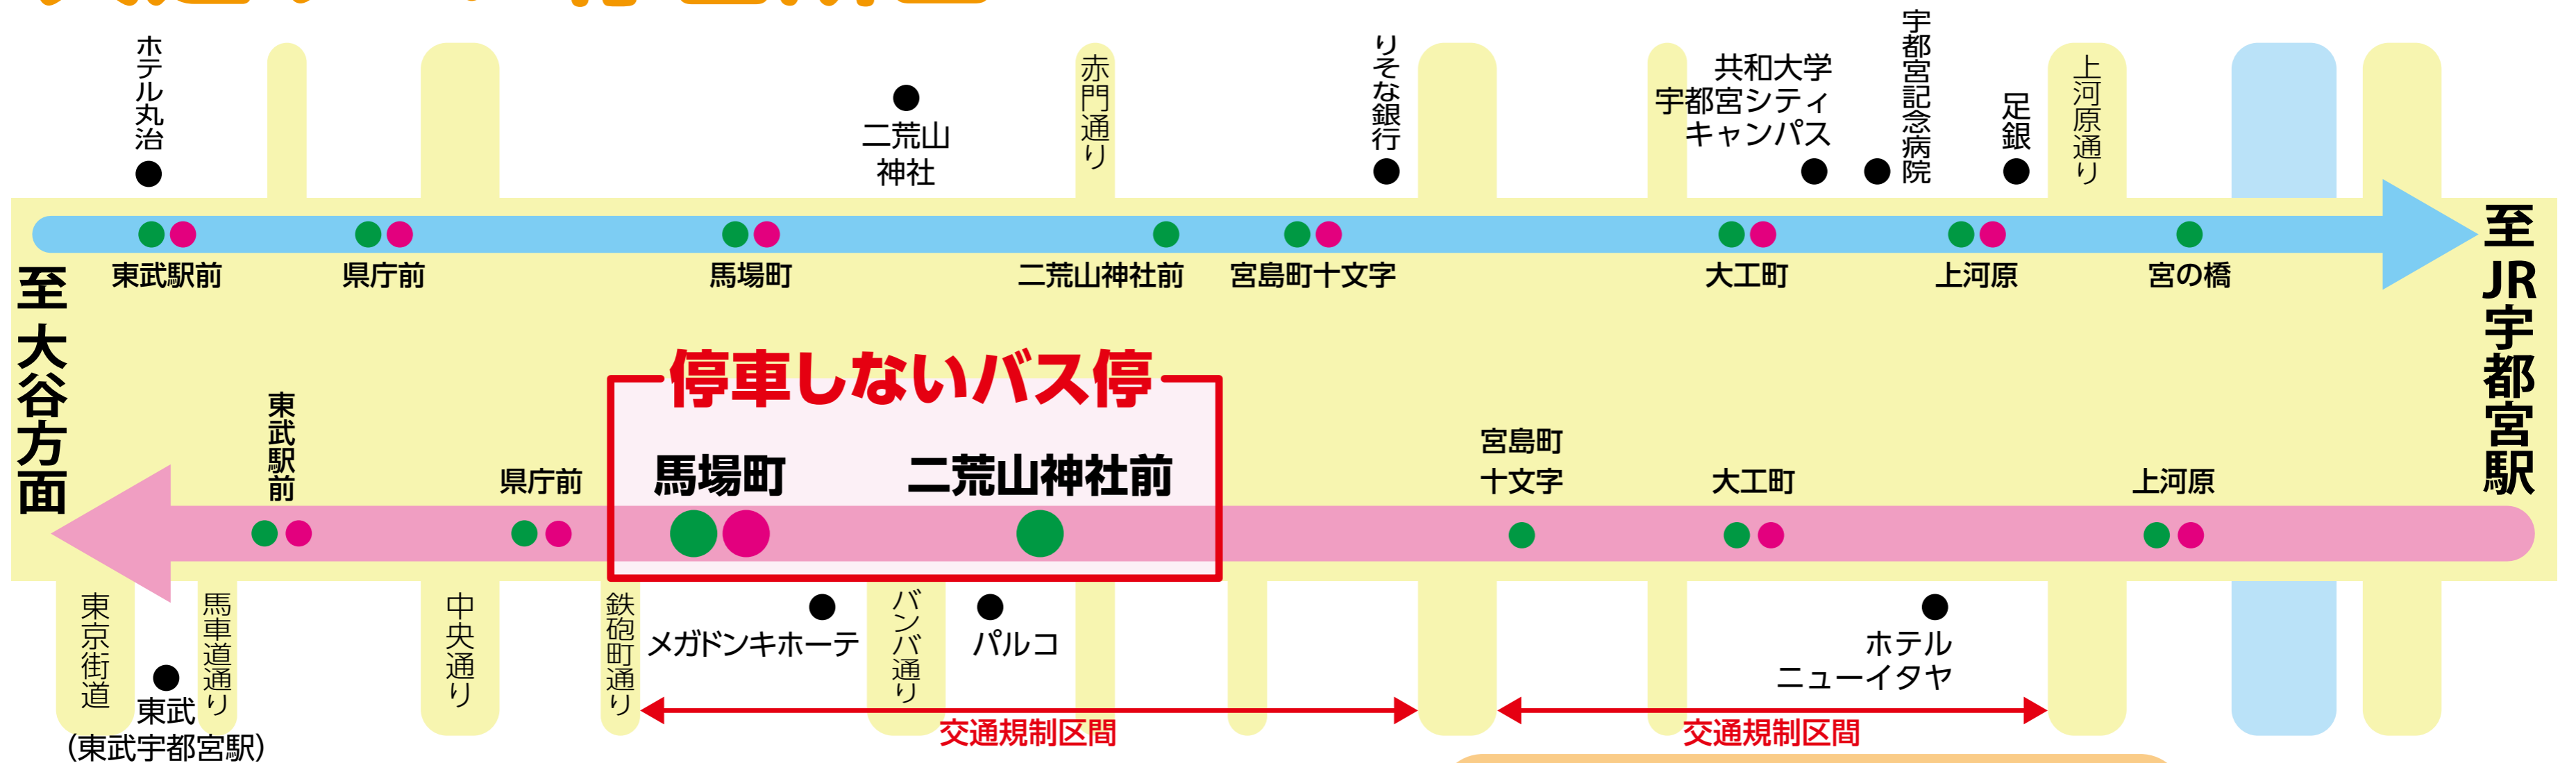 ホテル丸治
二荒山
神社
赤門通り
りそな銀行
共和大学
宇都宮シティ
キャンパス
宇都宮記念病院
足銀
上河原通り
東武駅前
県庁前
馬場町
二荒山神社前
宮島町十文字
大工町
上河原
宮の橋
至JR宇都宮駅
至大谷方面
停車しないバス停
東武駅前
県庁前
馬場町
二荒山神社前
宮島町
十文字
大工町
上河原
東京街道
馬車道通り
中央通り
鉄砲町通り
メガドンキホーテ
バンバ通り
パルコ
ホテル
ニューイタヤ
東武
(東武宇都宮駅)
交通規制区間
交通規制区間